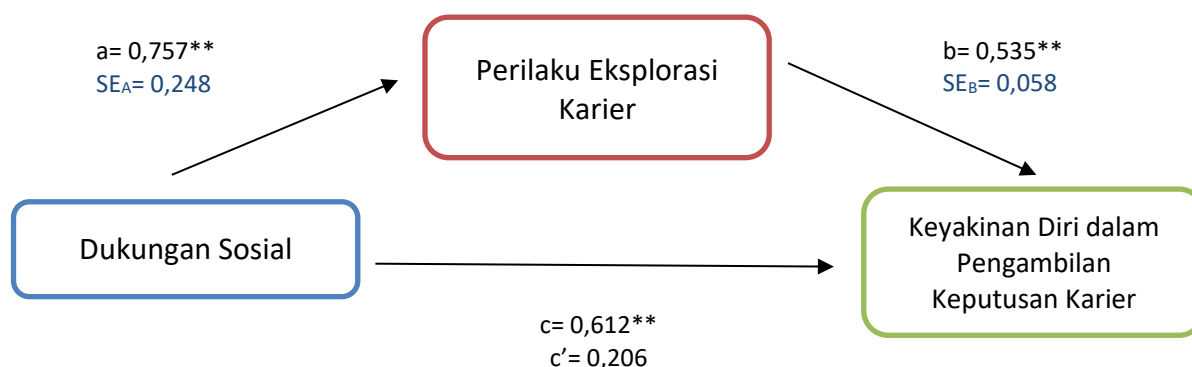 a= 0,757**
SEA= 0,248
Perilaku Eksplorasi
Karier
b= 0,535**
SEB= 0,058
Dukungan Sosial
Keyakinan Diri dalam
Pengambilan
Keputusan Karier
c= 0,612**
c’= 0,206